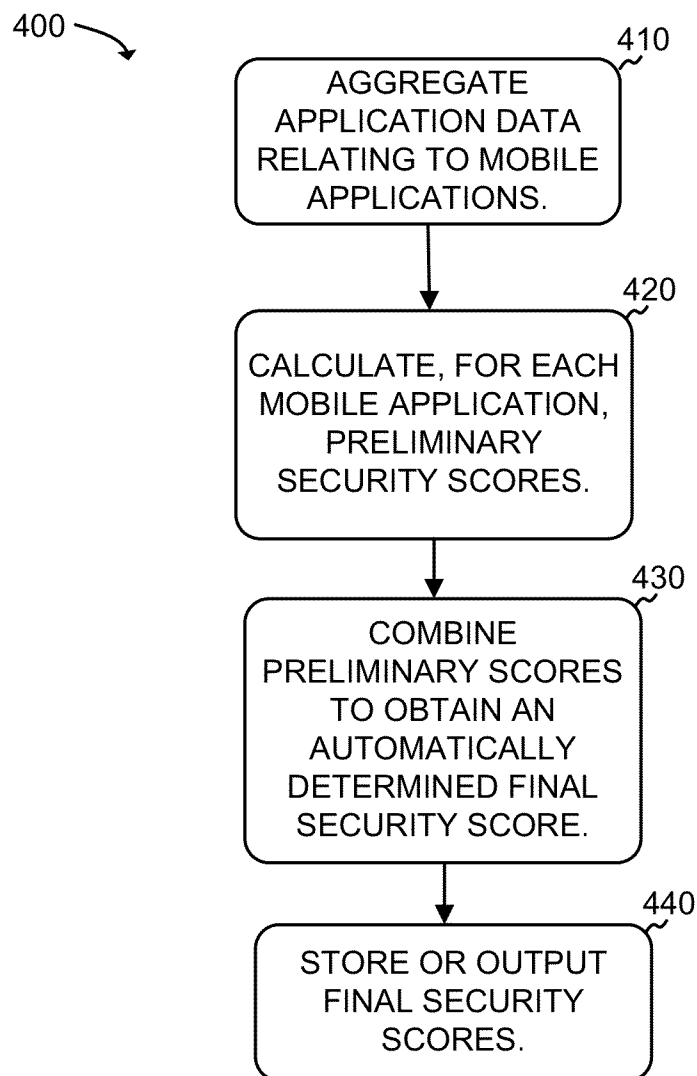 400
410
AGGREGATE
APPLICATION DATA
RELATING TO MOBILE
APPLICATIONS.
420
CALCULATE, FOR EACH
MOBILE APPLICATION,
PRELIMINARY
SECURITY SCORES.
430
COMBINE
PRELIMINARY SCORES
TO OBTAIN AN
AUTOMATICALLY
DETERMINED FINAL
SECURITY SCORE.
440
STORE OR OUTPUT
FINAL SECURITY
SCORES.